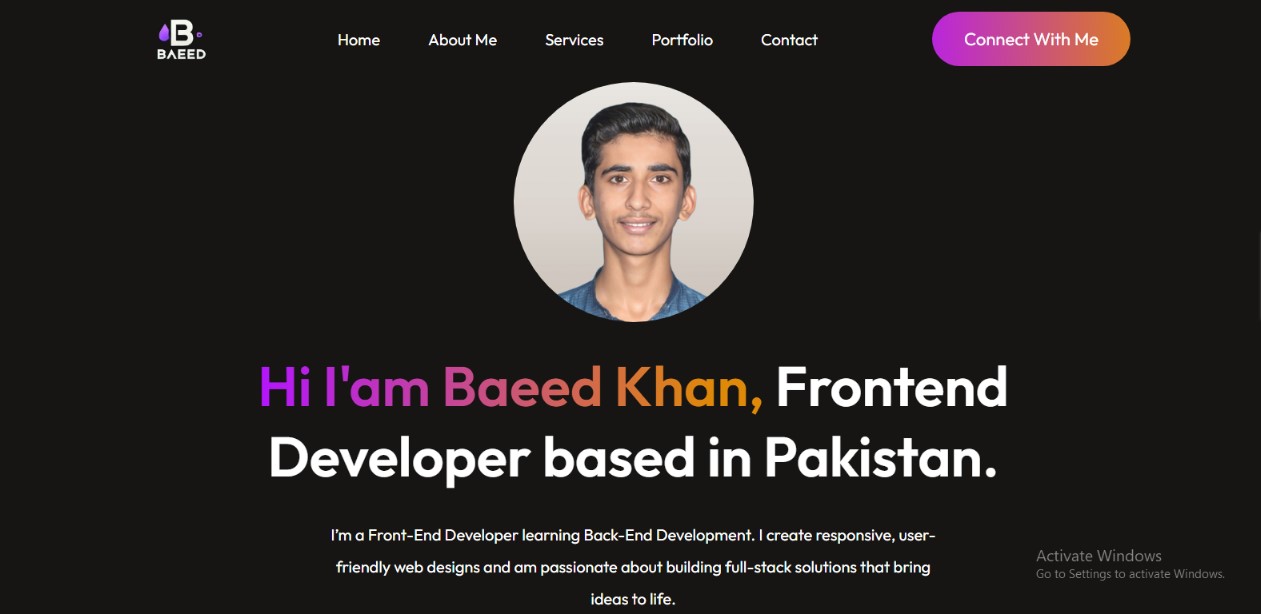 B
BAEED
Home
About Me
Services
Portfolio
Contact
Connect With Me
Hi I'am Baeed Khan, Frontend
Developer based in Pakistan.
I'm a Front-End Developer learning Back-End Development. I create responsive, user-
friendly web designs and am passionate about building full-stack solutions that bring
ideas to life.
Activate Windows
Go to Settings to activate Windows.